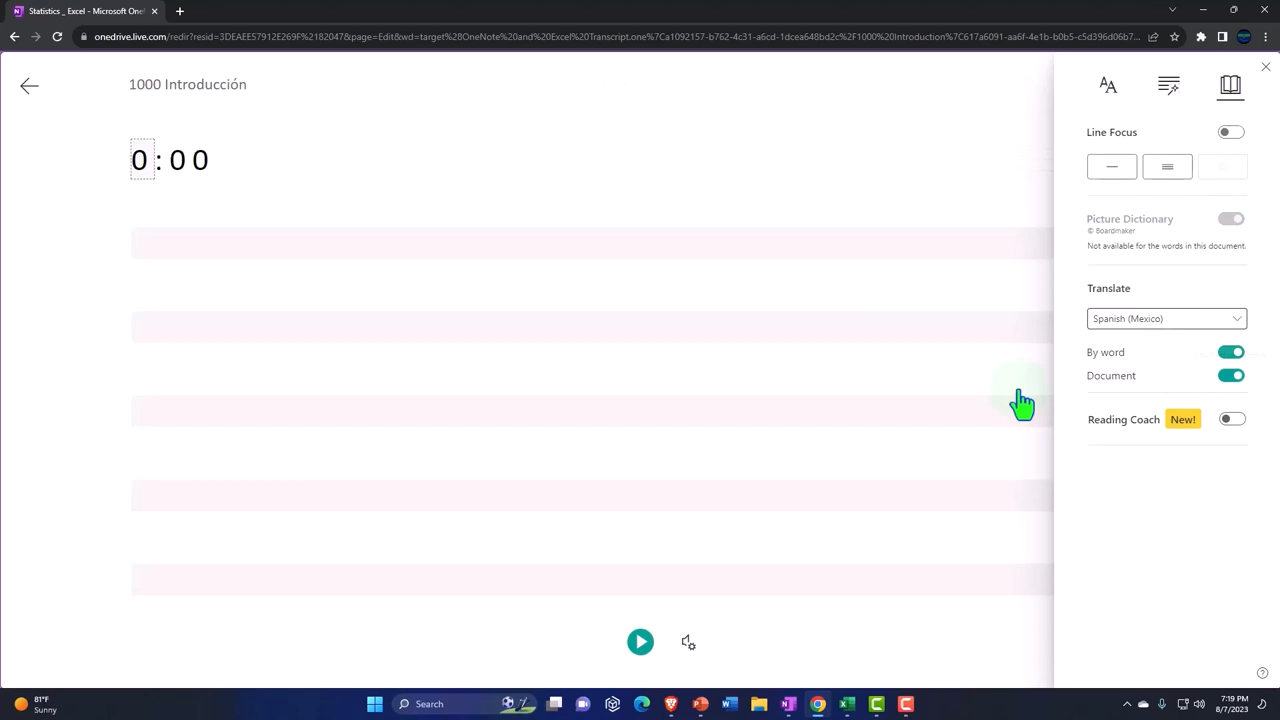 Statistics _ Excel - Microsoft One
onedrive.live.com/redir?resid=3DEAEE57912E269F%2182047&page=Edit&wd=target%28OneNote%20and%20Excel%20Transcript.one%7Ca1092157-b762-4c31-a6cd-1dcea648bd2c%2F1000%20Introduction%7C617a6091-aa6f-4e1b-b0b5-c5d396d06b7...
1000 Introducción
0:00
Line Focus
Picture Dictionary
© Boardmaker
Not available for the words in this document.
Translate
Spanish (Mexico)
By word
Document
Reading Coach New!
81°F
Sunny
Search
7:19 PM
8/7/2023